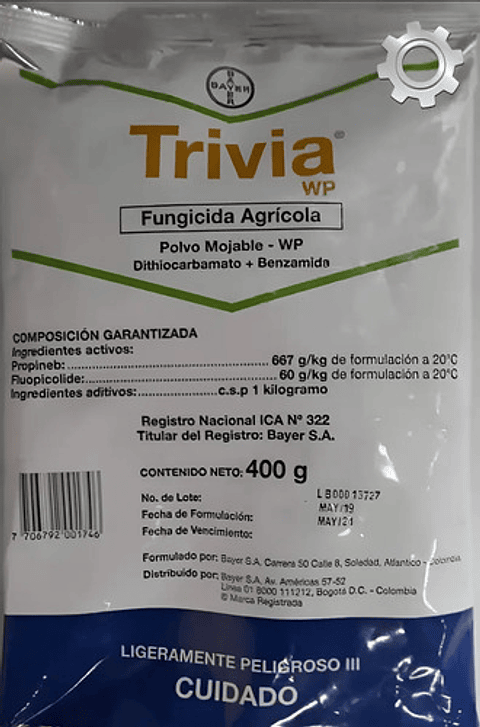 BAYER
BAYER
Trivia®
WP
Fungicida Agrícola
Polvo Mojable - WP
Dithiocarbamato + Benzamida
COMPOSICIÓN GARANTIZADA
Ingredientes activos:
Propineb:................................................ 667 g/kg de formulación a 20°C
Fluopicolide:............................................. 60 g/kg de formulación a 20°C
Ingredientes aditivos:...........................c.s.p 1 kilogramo
Registro Nacional ICA Nº 322
Titular del Registro: Bayer S.A.
CONTENIDO NETO: 400 g
No. de Lote: LB00013727
Fecha de Formulación: MAY/19
Fecha de Vencimiento: MAY/21
7 706792 001746
Formulado por: Bayer S.A. Carrera 50 Calle 8, Soledad, Atlántico - Colombia
Distribuido por: Bayer S.A. Av. Américas 57-52
Línea 01 8000 111212, Bogotá D.C. - Colombia
® Marca Registrada
LIGERAMENTE PELIGROSO III
CUIDADO